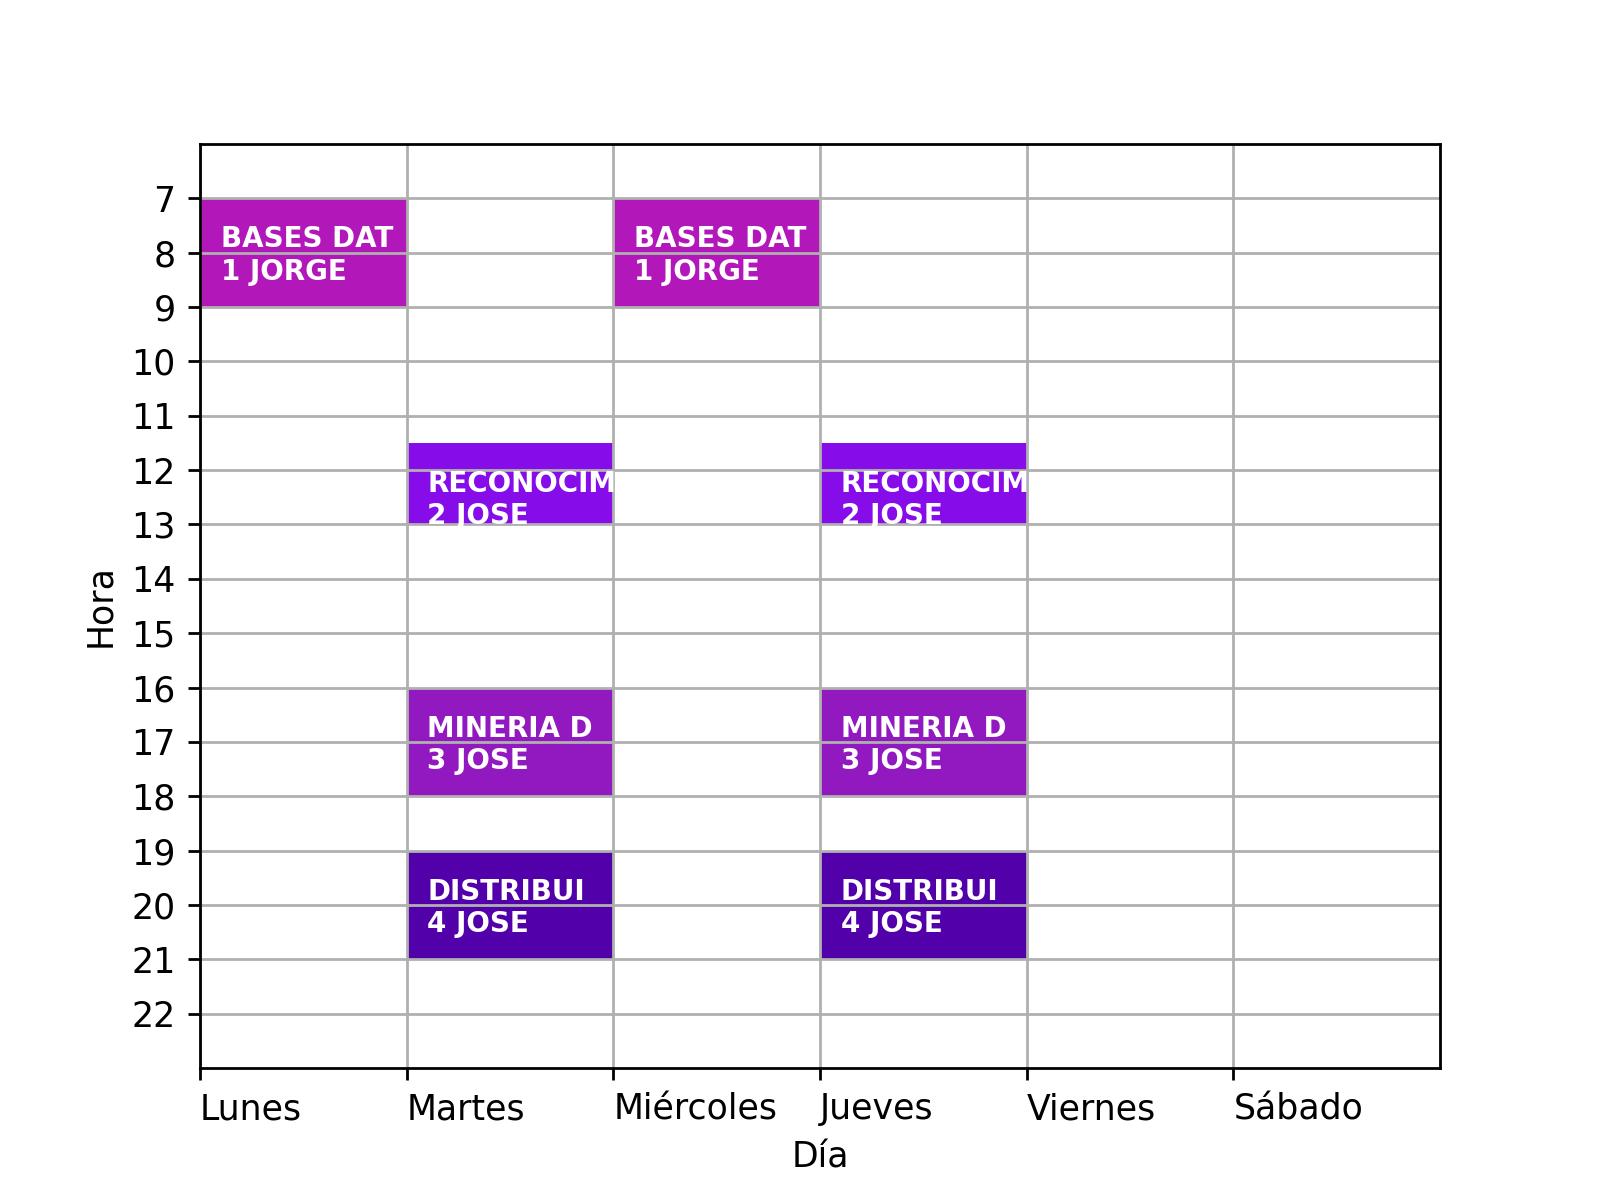 7
8
9
10
11
12
13
14
15
16
17
18
19
20
21
22
Hora
BASES DAT
1 JORGE
BASES DAT
1 JORGE
RECONOCIM
2 JOSE
RECONOCIM
2 JOSE
MINERIA D
3 JOSE
MINERIA D
3 JOSE
DISTRIBUI
4 JOSE
DISTRIBUI
4 JOSE
Lunes
Martes
Miércoles
Jueves
Viernes
Sábado
Día